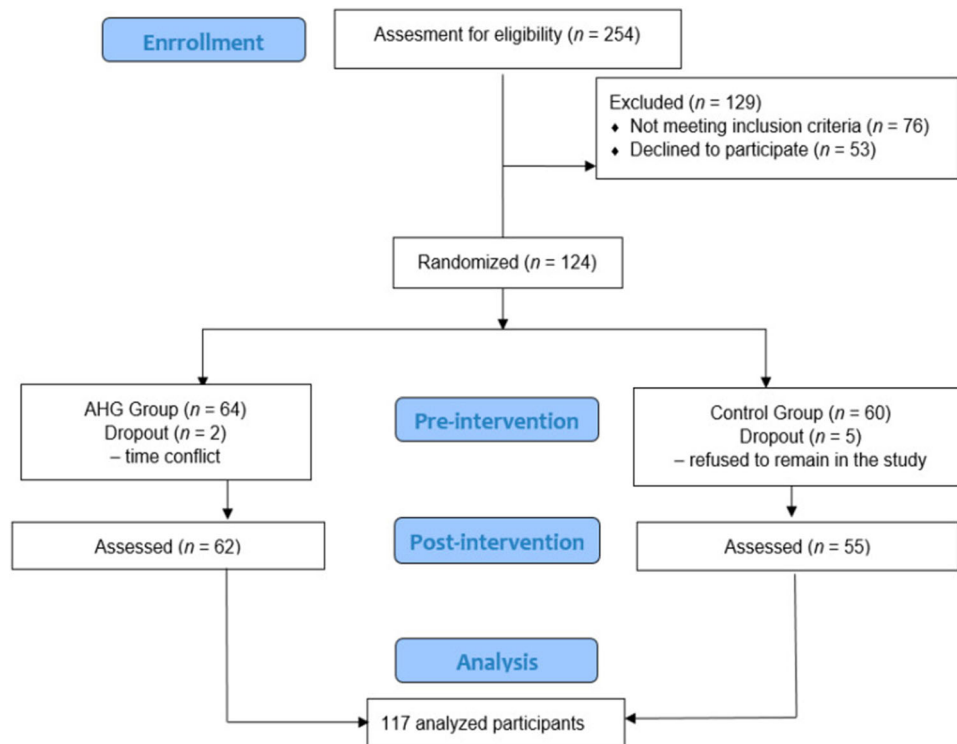 Enrrollment
Assesment for eligibility (n = 254)
Excluded (n = 129)
♦ Not meeting inclusion criteria (n = 76)
♦ Declined to participate (n = 53)
Randomized (n = 124)
AHG Group (n = 64)
Dropout (n = 2)
– time conflict
Pre-intervention
Control Group (n = 60)
Dropout (n = 5)
– refused to remain in the study
Assessed (n = 62)
Post-intervention
Assessed (n = 55)
Analysis
117 analyzed participants